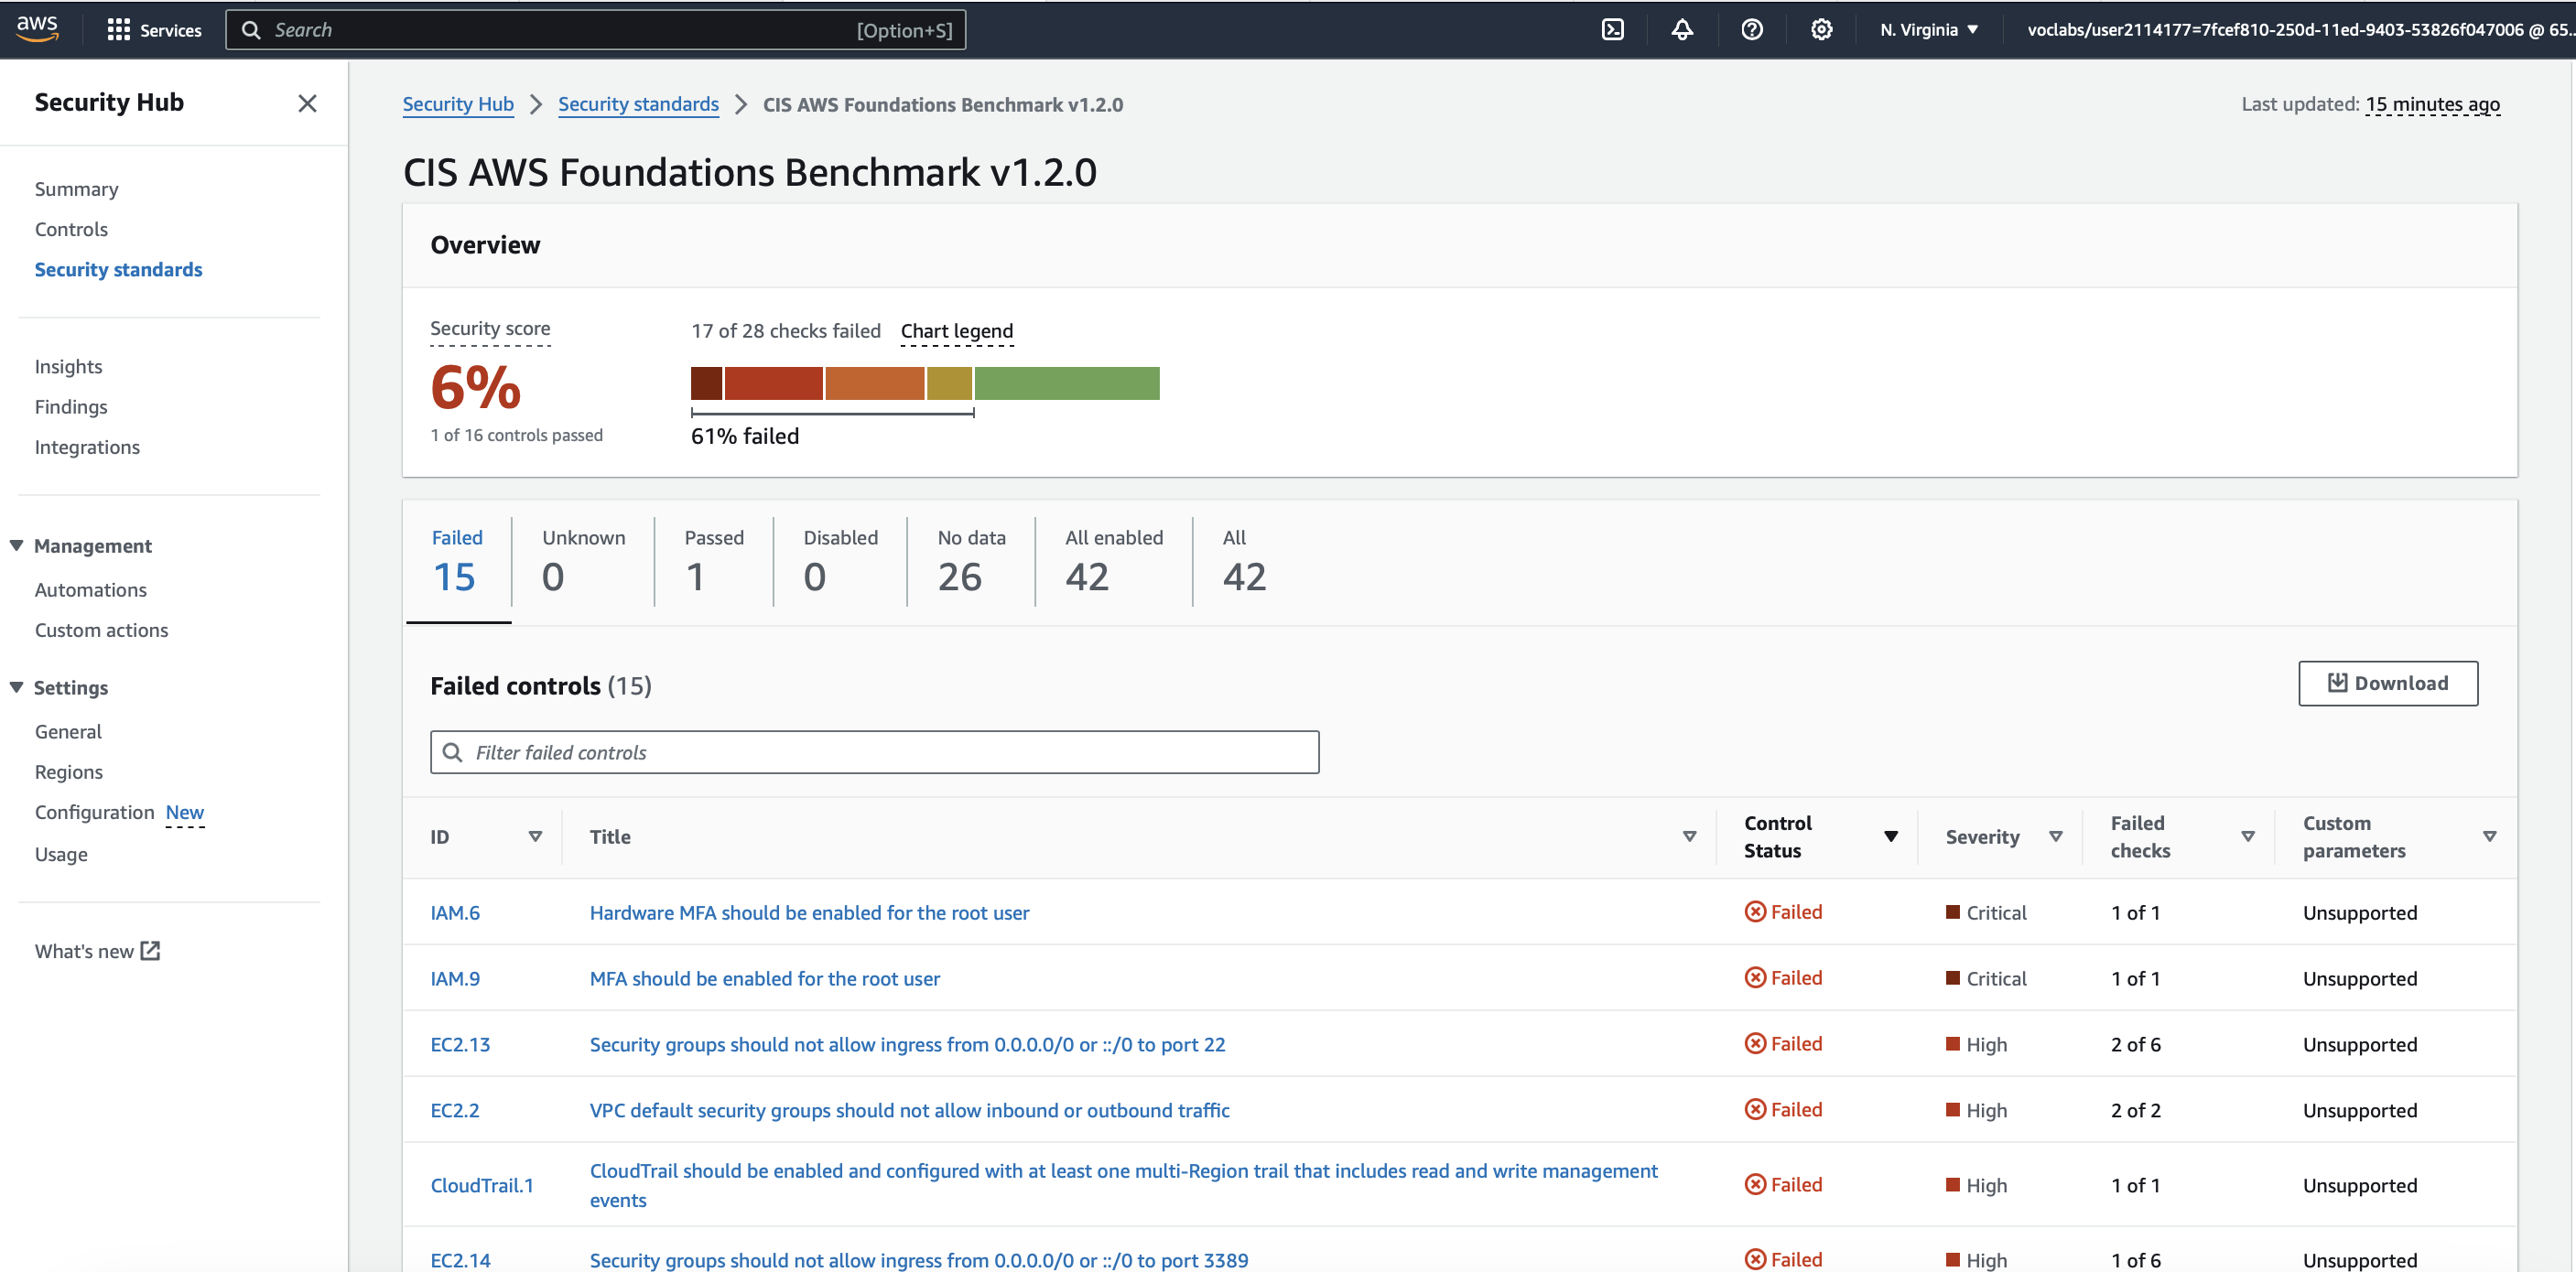 aws
Services
Search
[Option+S]
N. Virginia
voclabs/user2114177=7fcef810-250d-11ed-9403-53826f047006 @ 65...
Security Hub
Summary
Controls
Security standards
Insights
Findings
Integrations
Management
Automations
Custom actions
Settings
General
Regions
Configuration New
Usage
What's new
Security Hub
Security standards
CIS AWS Foundations Benchmark v1.2.0
Last updated: 15 minutes ago
CIS AWS Foundations Benchmark v1.2.0
Overview
Security score
6%
1 of 16 controls passed
17 of 28 checks failed
Chart legend
61% failed
Failed
15
Unknown
0
Passed
1
Disabled
0
No data
26
All enabled
42
All
42
Failed controls (15)
Download
Filter failed controls
ID
Title
Control
Status
Severity
Failed
checks
Custom
parameters
IAM.6 Hardware MFA should be enabled for the root user Failed Critical 1 of 1 Unsupported
IAM.9 MFA should be enabled for the root user Failed Critical 1 of 1 Unsupported
EC2.13 Security groups should not allow ingress from 0.0.0.0/0 or ::/0 to port 22 Failed High 2 of 6 Unsupported
EC2.2 VPC default security groups should not allow inbound or outbound traffic Failed High 2 of 2 Unsupported
CloudTrail.1 CloudTrail should be enabled and configured with at least one multi-Region trail that includes read and write management
events Failed High 1 of 1 Unsupported
EC2.14 Security groups should not allow ingress from 0.0.0.0/0 or ::/0 to port 3389 Failed High 1 of 6 Unsupported